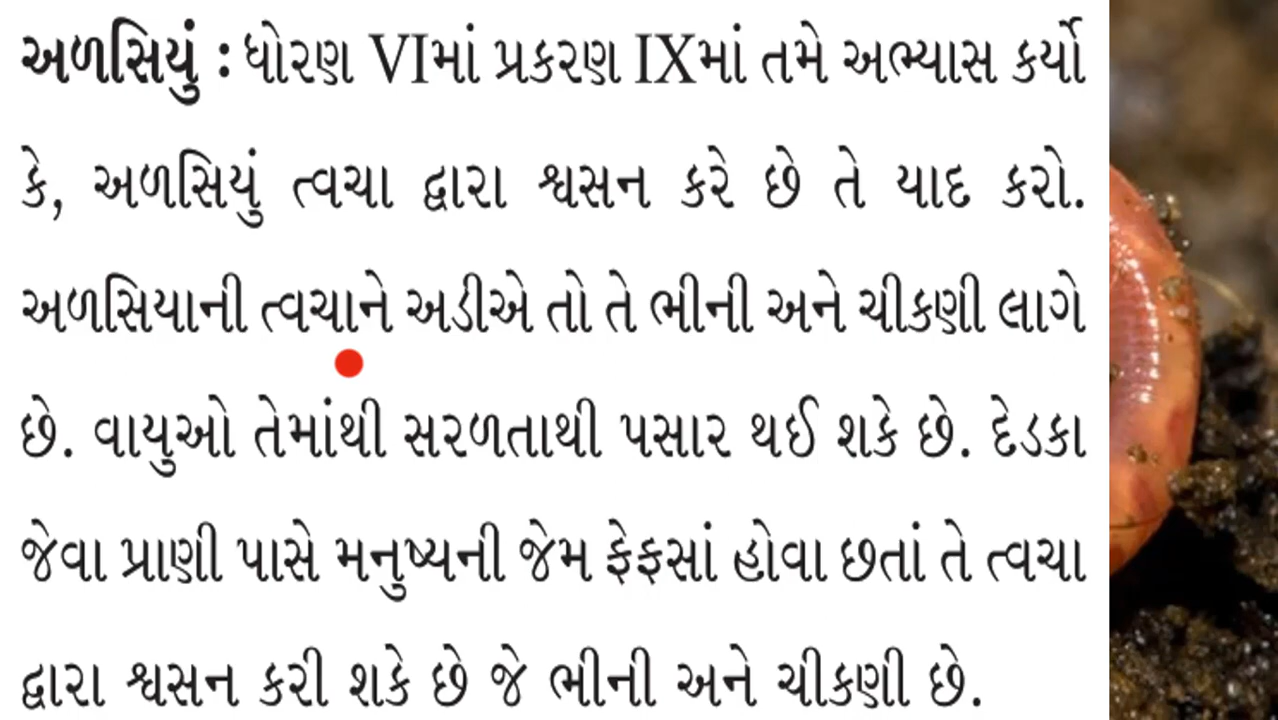 અળસિયું : ધોરણ VIમાં પ્રકરણ IXમાં તમે અભ્યાસ કર્યો
કે, અળસિયું ત્વચા દ્વારા શ્વસન કરે છે તે યાદ કરો.
અળસિયાની ત્વચાને અડીએ તો તે ભીની અને ચીકણી લાગે
છે. વાયુઓ તેમાંથી સરળતાથી પસાર થઈ શકે છે. દેડકા
જેવા પ્રાણી પાસે મનુષ્યની જેમ ફેફસાં હોવા છતાં તે ત્વચા
દ્વારા શ્વસન કરી શકે છે જે ભીની અને ચીકણી છે.